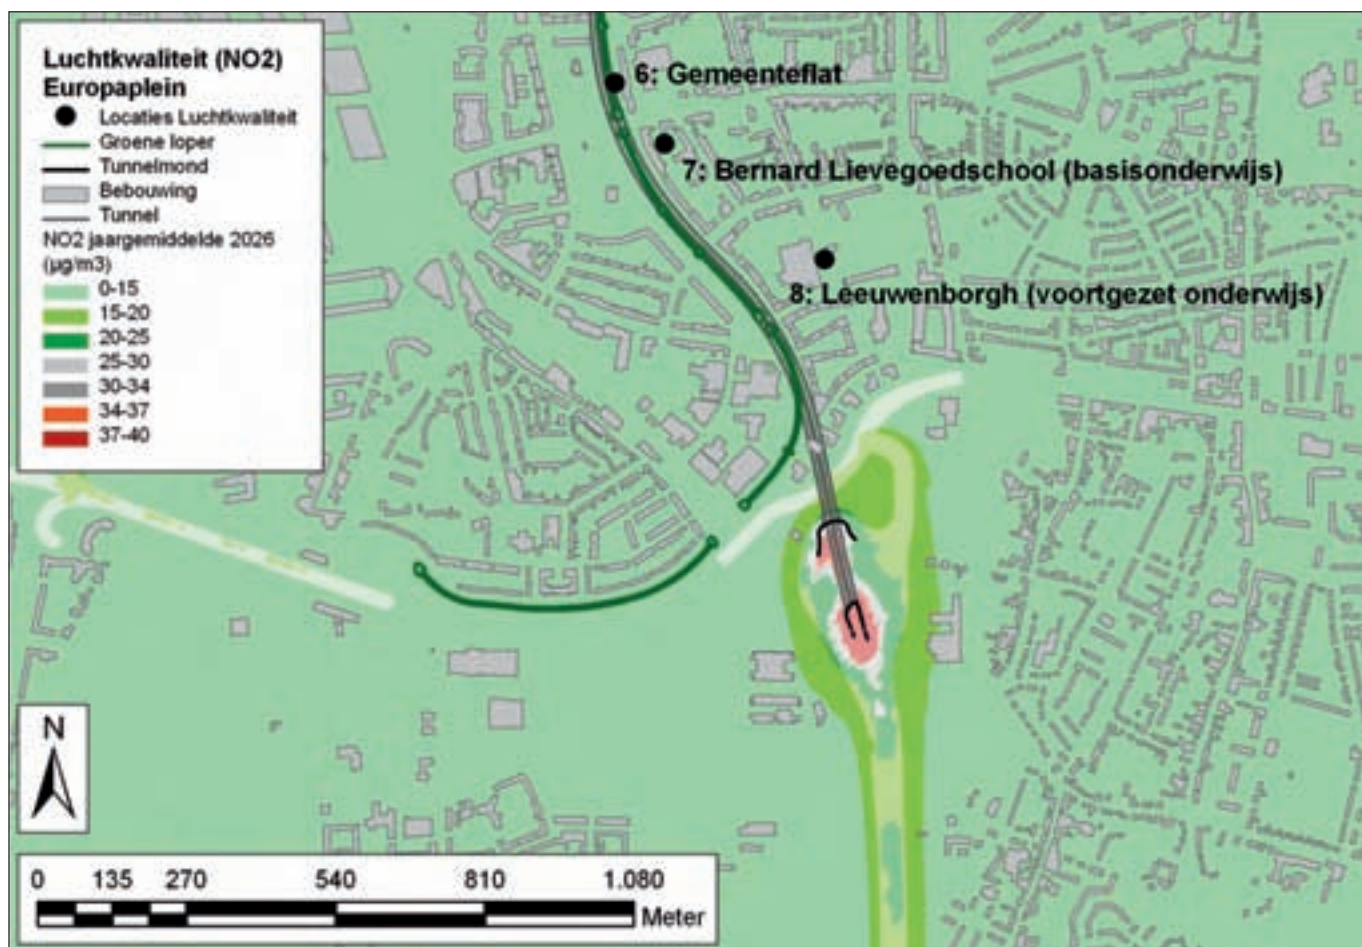 Luchtkwaliteit (NO2)
Europaplein
Locaties Luchtkwaliteit
Groene loper
Tunnelmond
Bebouwing
Tunnel
NO2 jaargemiddelde 2026
(µg/m3)
0-15
15-20
20-25
25-30
30-34
34-37
37-40
6: Gemeenteflat
7: Bernard Lievegoedschool (basisonderwijs)
8: Leeuwenborgh (voortgezet onderwijs)
N
0 135 270 540 810 1.080
Meter